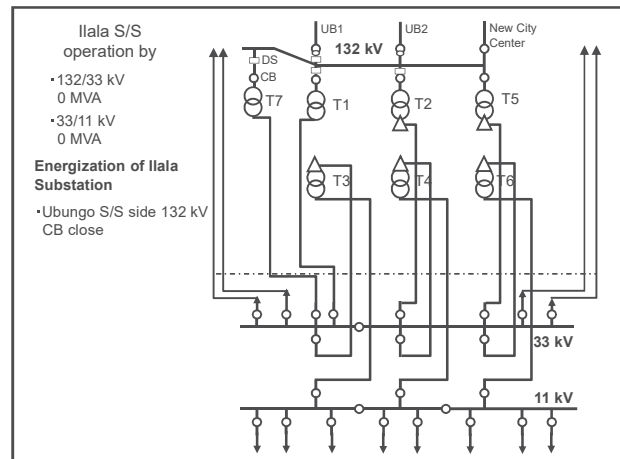 Ilala S/S
operation by
▪132/33 kV
0 MVA
▪33/11 kV
0 MVA
Energization of Ilala
Substation
▪Ubungo S/S side 132 kV
CB close
UB1
UB2
New City
Center
132 kV
DS
CB
T7
T1
T2
T5
T3
T4
T6
33 kV
11 kV